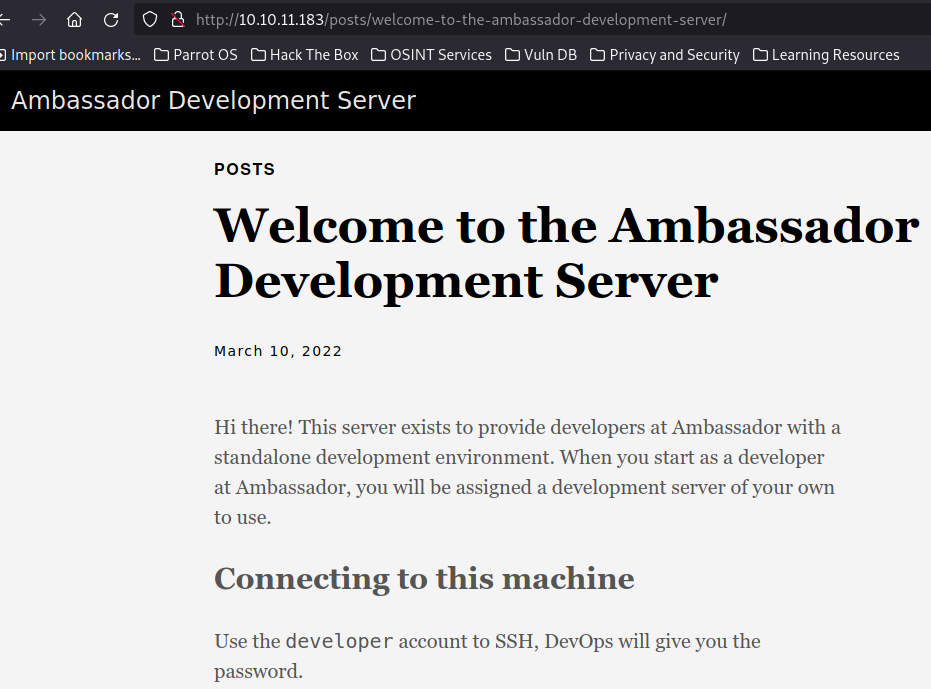 http://10.10.11.183/posts/welcome-to-the-ambassador-development-server/
Import bookmarks... Parrot OS Hack The Box OSINT Services Vuln DB Privacy and Security Learning Resources
Ambassador Development Server
POSTS
Welcome to the Ambassador
Development Server
March 10, 2022
Hi there! This server exists to provide developers at Ambassador with a
standalone development environment. When you start as a developer
at Ambassador, you will be assigned a development server of your own
to use.
Connecting to this machine
Use the developer account to SSH, DevOps will give you the
password.